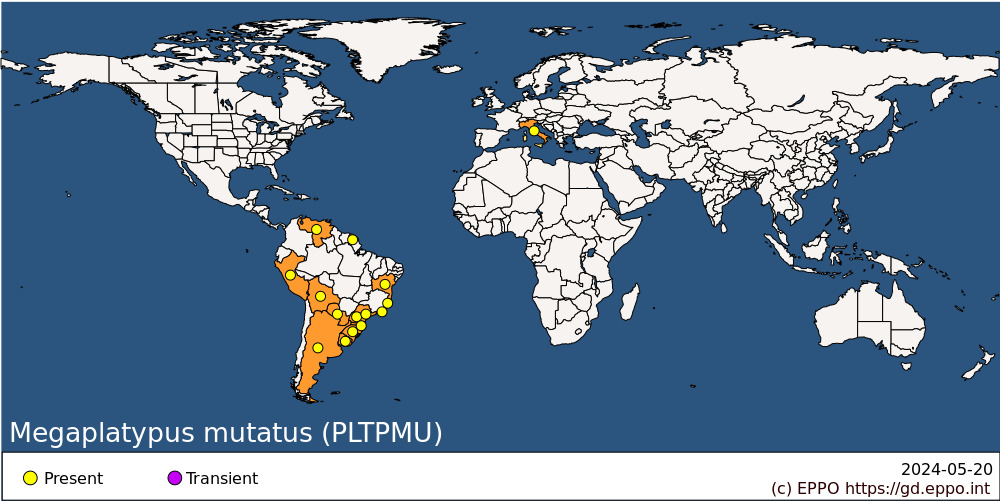 Megaplatypus mutatus (PLTPMU)
Present
Transient
2024-05-20
(c) EPPO https://gd.eppo.int